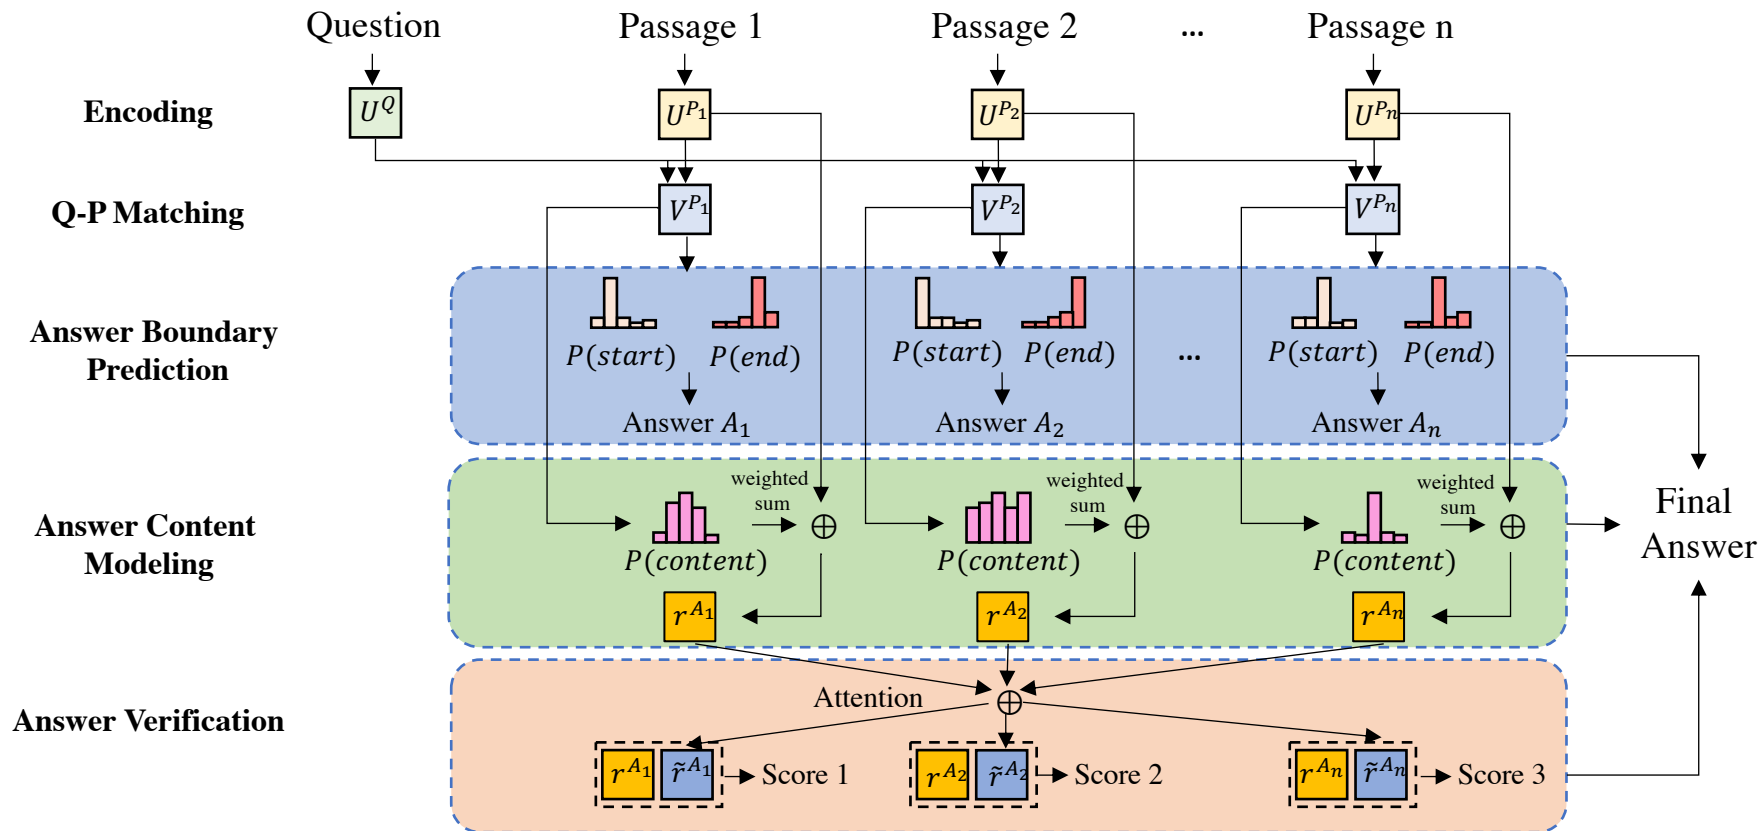 Question Passage 1 Passage 2 ... Passage n
Encoding U^Q U^{P_1} U^{P_2} U^{P_n}
Q-P Matching V^{P_1} V^{P_2} V^{P_n}
Answer Boundary
Prediction
P(start) P(end) P(start) P(end) ... P(start) P(end)
Answer A_1 Answer A_2 Answer A_n
Answer Content
Modeling
weighted
sum
weighted
sum
weighted
sum
P(content) P(content) P(content)
r^{A_1} r^{A_2} r^{A_n}
Final
Answer
Answer Verification
Attention
r^{A_1} r̃^{A_1} Score 1 r^{A_2} r̃^{A_2} Score 2 r^{A_n} r̃^{A_n} Score 3